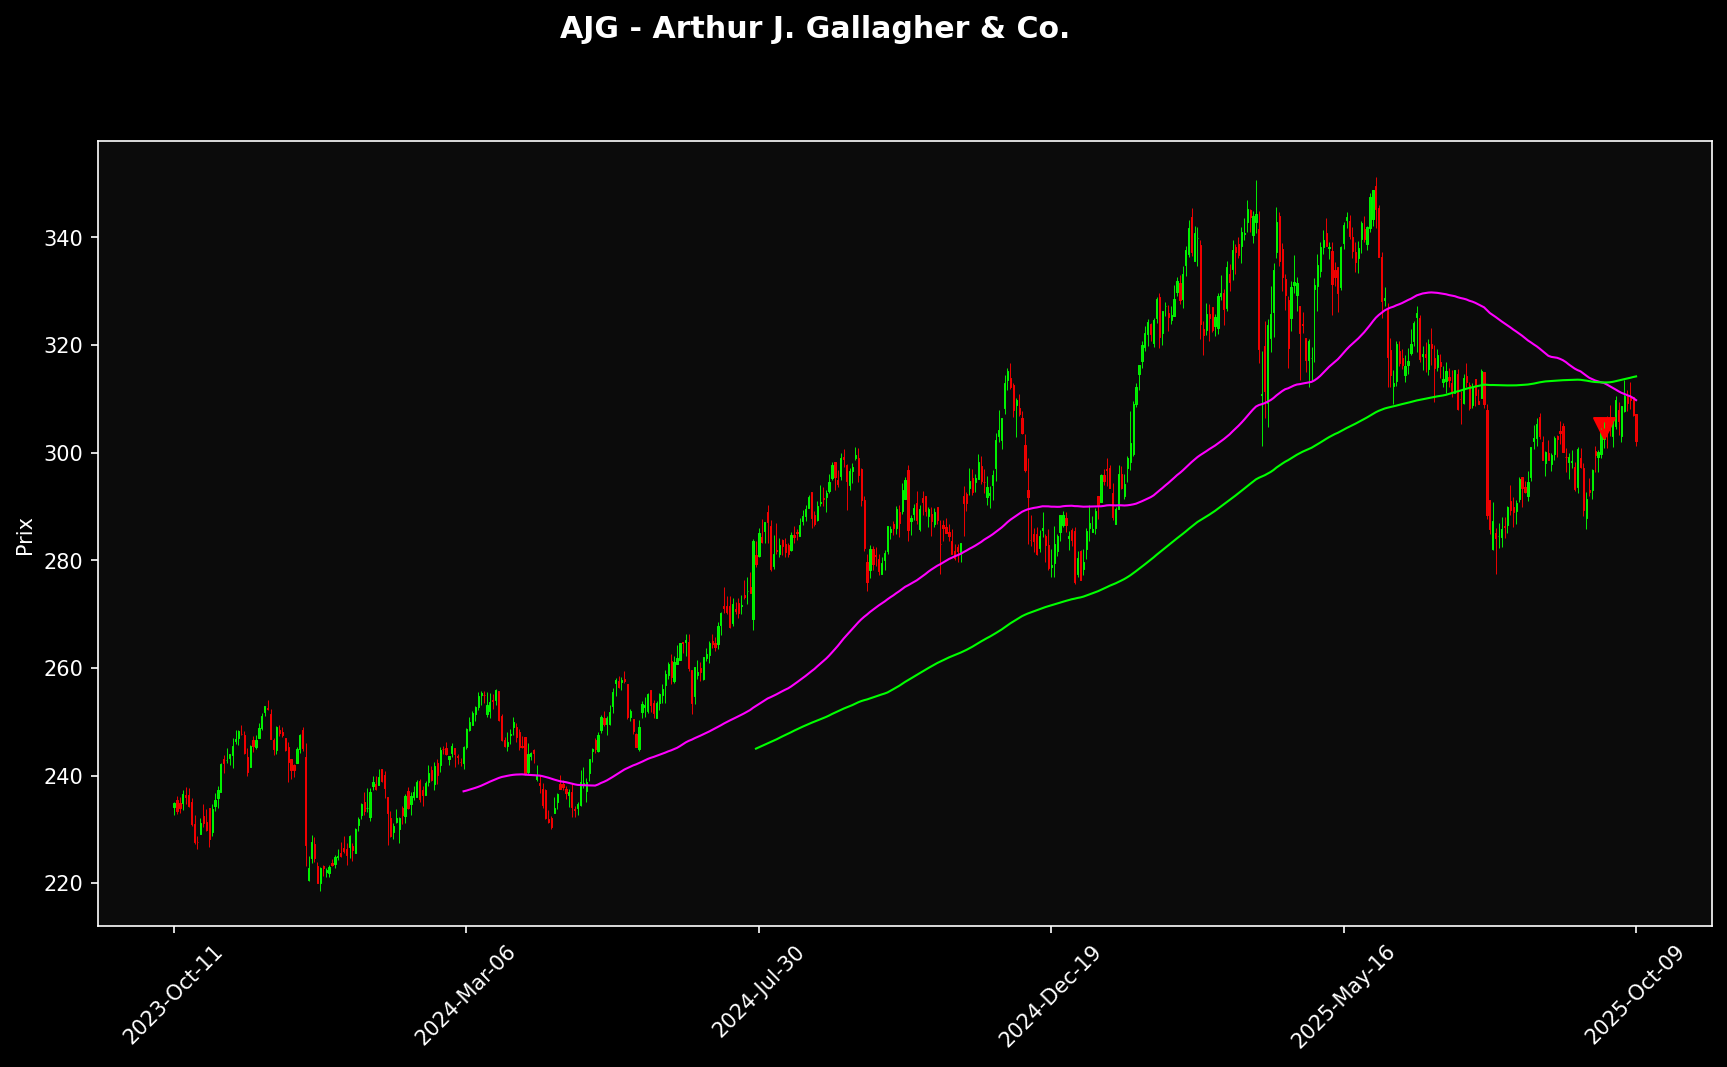 AJG - Arthur J. Gallagher & Co.
Prix
340
320
300
280
260
240
220
2023-Oct-11
2024-Mar-06
2024-Jul-30
2024-Dec-19
2025-May-16
2025-Oct-09